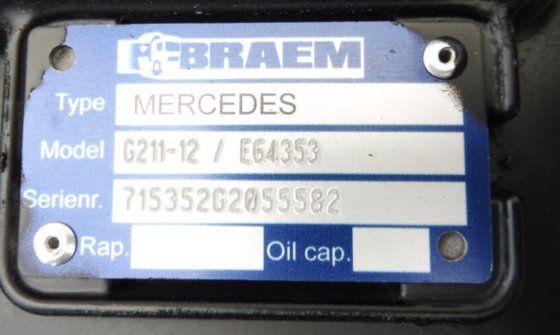 BRAEM
Type MERCEDES
Model G211-12 / E64353
Serienr. 715352G2055582
Rap. Oil cap.